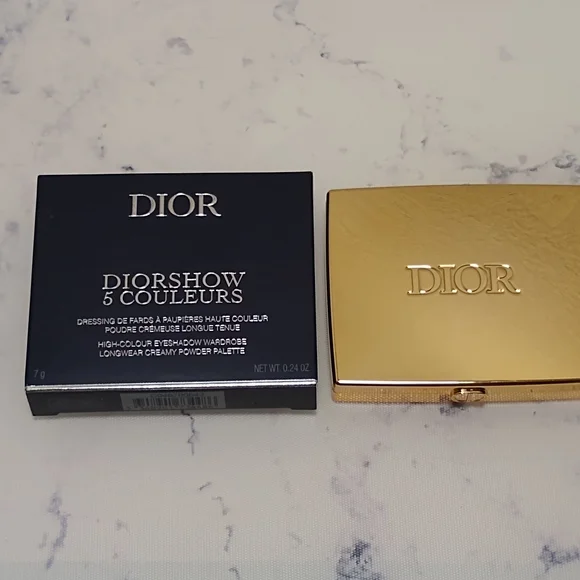 DIOR
DIORSHOW
5 COULEURS
DRESSING DE FARDS À PAUPIÈRES HAUTE COULEUR
POUDRE CRÉMEUSE LONGUE TENUE
HIGH-COLOUR EYESHADOW WARDROBE
LONGWEAR CREAMY POWDER PALETTE
7 g
NET WT. 0.24 OZ
DIOR